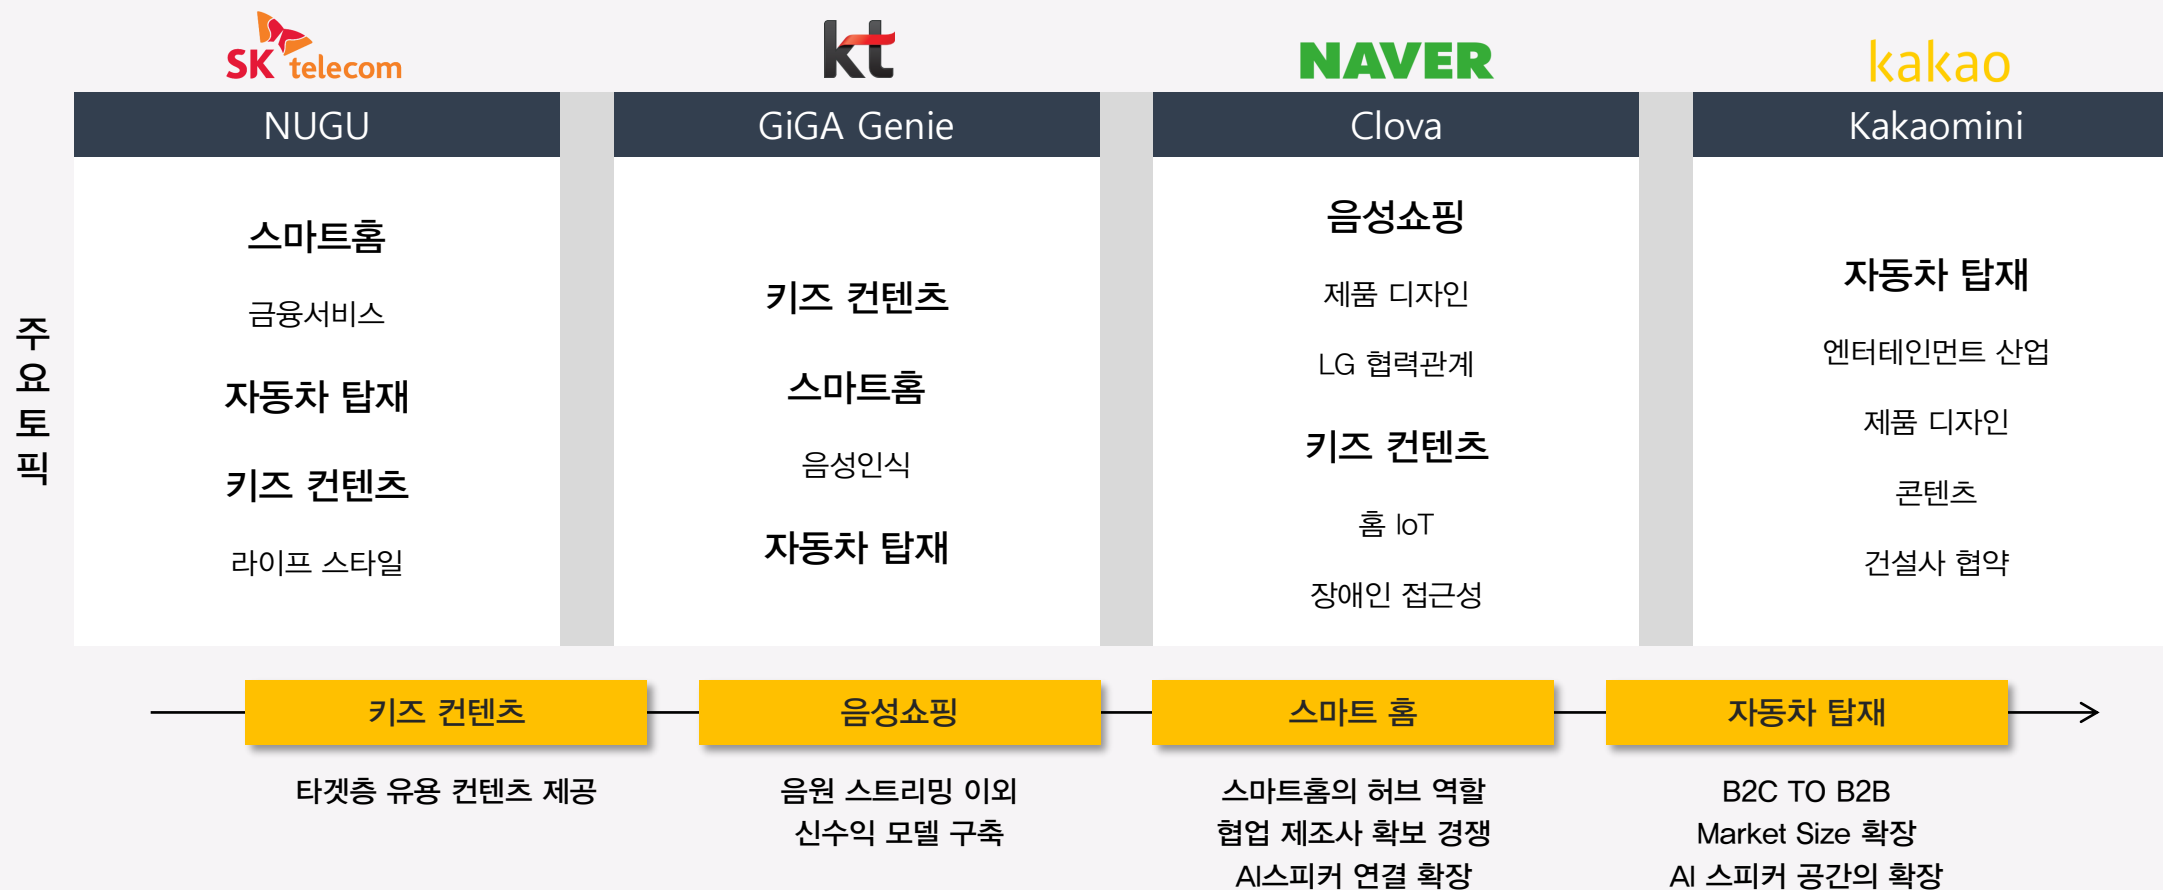 SK telecom
kt
NAVER
kakao
NUGU
GiGA Genie
Clova
Kakaomini
주요토픽
스마트홈
금융서비스
자동차 탑재
키즈 컨텐츠
라이프 스타일
키즈 컨텐츠
스마트홈
음성인식
자동차 탑재
음성쇼핑
제품 디자인
LG 협력관계
키즈 컨텐츠
홈 IoT
장애인 접근성
자동차 탑재
엔터테인먼트 산업
제품 디자인
콘텐츠
건설사 협약
키즈 컨텐츠
타겟층 유용 컨텐츠 제공
음성쇼핑
음원 스트리밍 이외
신수익 모델 구축
스마트 홈
스마트홈의 허브 역할
협업 제조사 확보 경쟁
AI스피커 연결 확장
자동차 탑재
B2C TO B2B
Market Size 확장
AI 스피커 공간의 확장